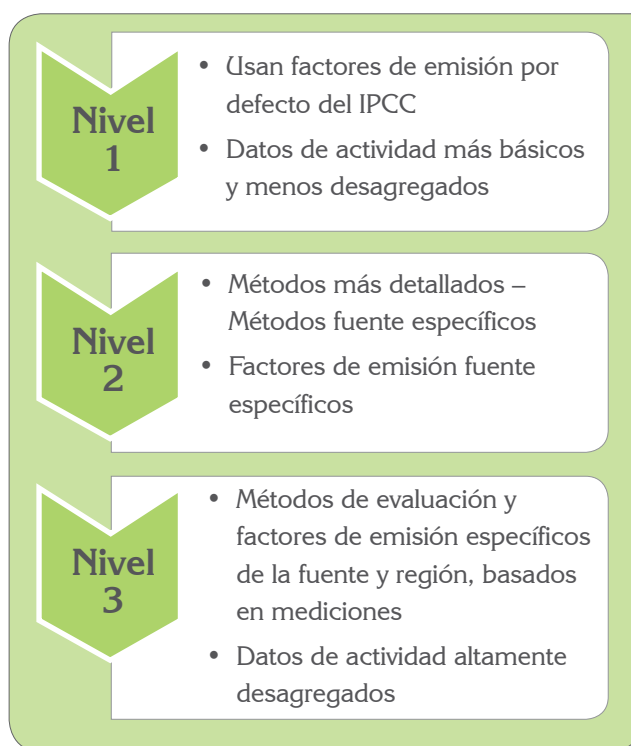 Nivel
1
• Usan factores de emisión por
defecto del IPCC
• Datos de actividad más básicos
y menos desagregados
Nivel
2
• Métodos más detallados –
Métodos fuente específicos
• Factores de emisión fuente
específicos
Nivel
3
• Métodos de evaluación y
factores de emisión específicos
de la fuente y región, basados
en mediciones
• Datos de actividad altamente
desagregados